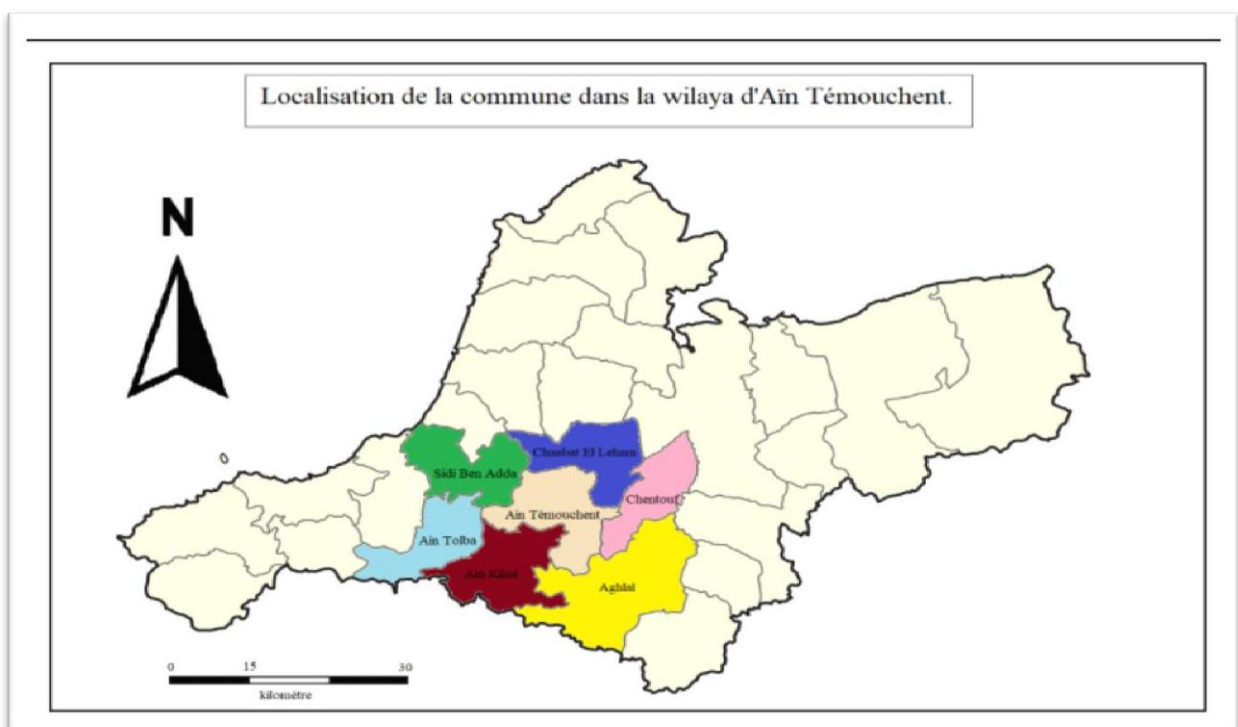 Localisation de la commune dans la wilaya d'Aïn Témouchent.
N
Chaabat El Leham
Sidi Ben Adda
Chentouf
Aïn Témouchent
Ain Tolba
Ain Kihal
Aghlal
0 15 30
kilomètre